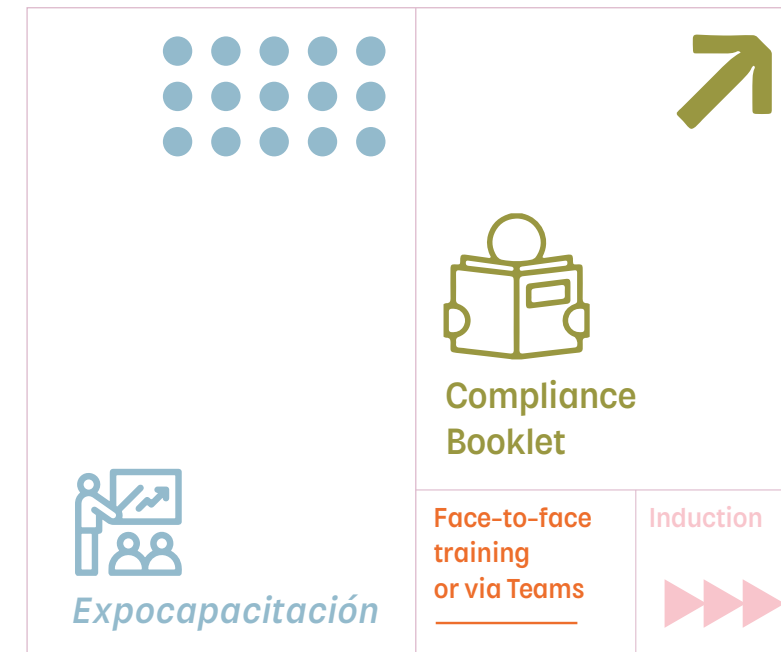 Expocapacitación
Compliance
Booklet
Face-to-face
training
or via Teams
Induction